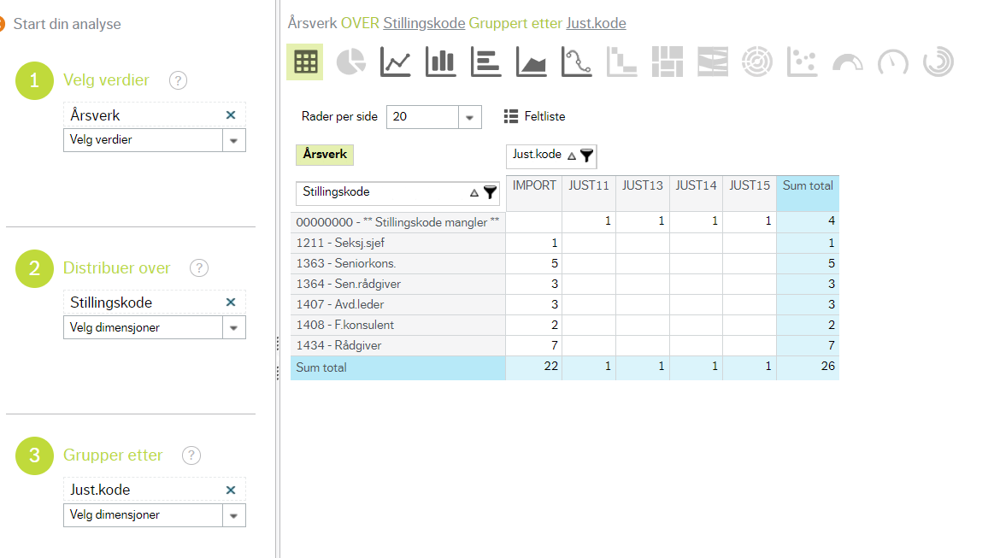 Start din analyse
1 Velg verdier ?
Årsverk ✕
Velg verdier
2 Distribuer over ?
Stillingskode ✕
Velg dimensjoner
3 Grupper etter ?
Just.kode ✕
Velg dimensjoner
Årsverk OVER Stillingskode Gruppert etter Just.kode
Rader per side 20 Feltliste
Årsverk Just.kode
Stillingskode IMPORT JUST11 JUST13 JUST14 JUST15 Sum total
00000000 - ** Stillingskode mangler ** 1 1 1 1 4
1211 - Seksj.sjef 1 1
1363 - Seniorkons. 5 5
1364 - Sen.rådgiver 3 3
1407 - Avd.leder 3 3
1408 - F.konsulent 2 2
1434 - Rådgiver 7 7
Sum total 22 1 1 1 1 26